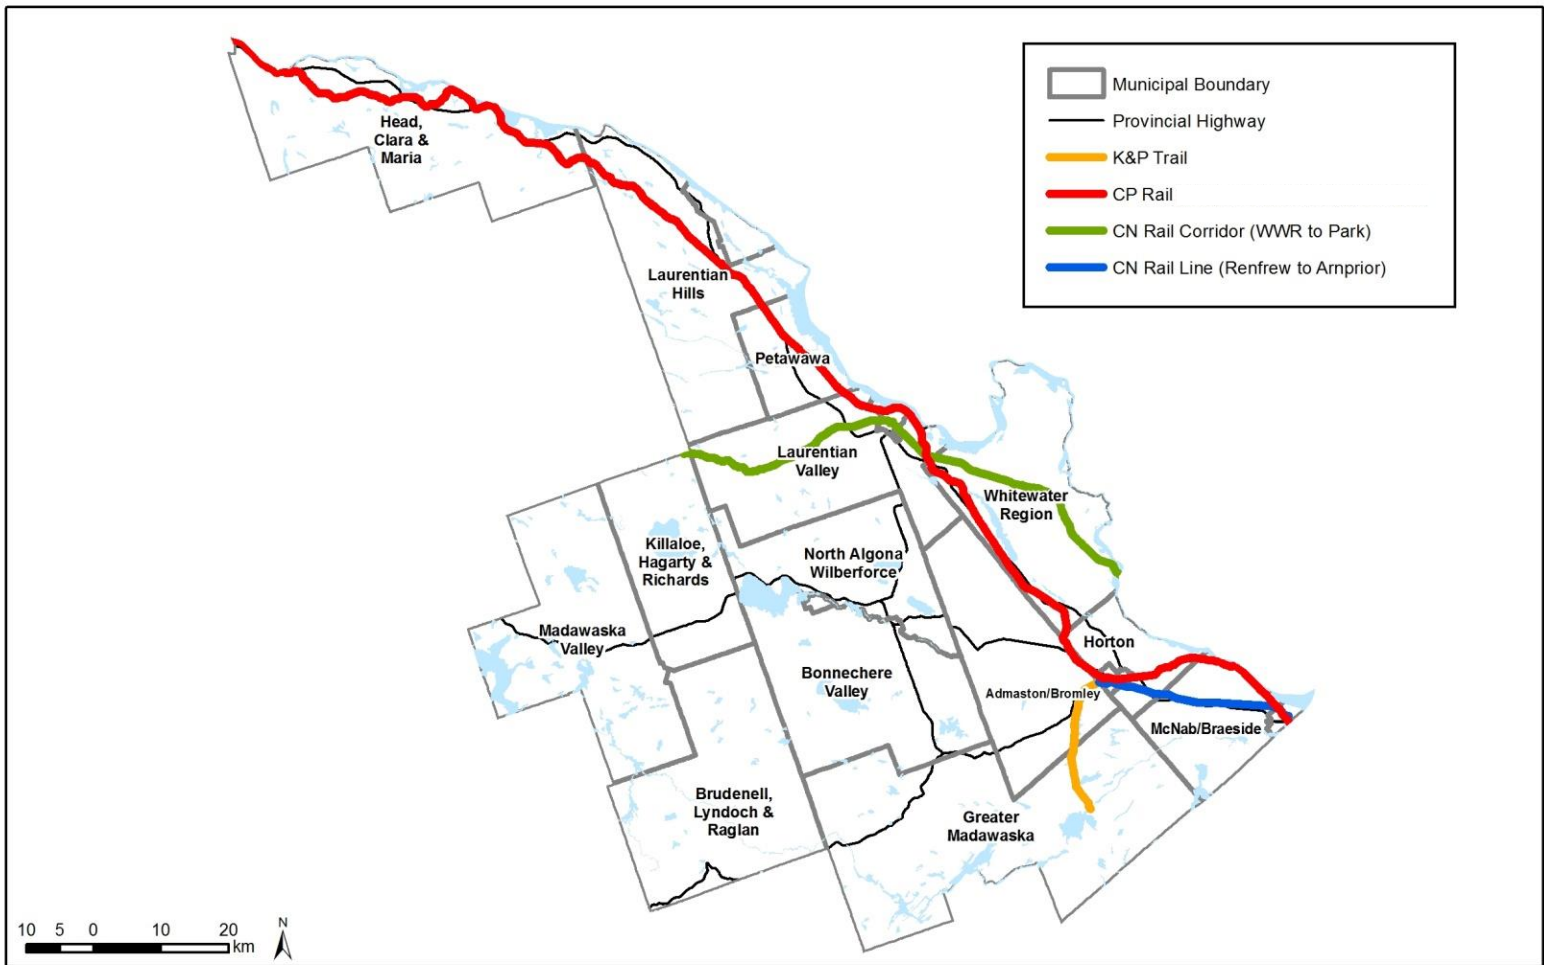 Municipal Boundary
Provincial Highway
K&P Trail
CP Rail
CN Rail Corridor (WWR to Park)
CN Rail Line (Renfrew to Arnprior)
Head,
Clara &
Maria
Laurentian
Hills
Petawawa
Laurentian
Valley
Whitewater
Region
Killaloe,
Hagarty &
Richards
North Algona
Wilberforce
Madawaska
Valley
Horton
Bonnechere
Valley
Admaston/Bromley
McNab/Braeside
Brudenell,
Lyndoch &
Raglan
Greater
Madawaska
10 5 0 10 20
km
N